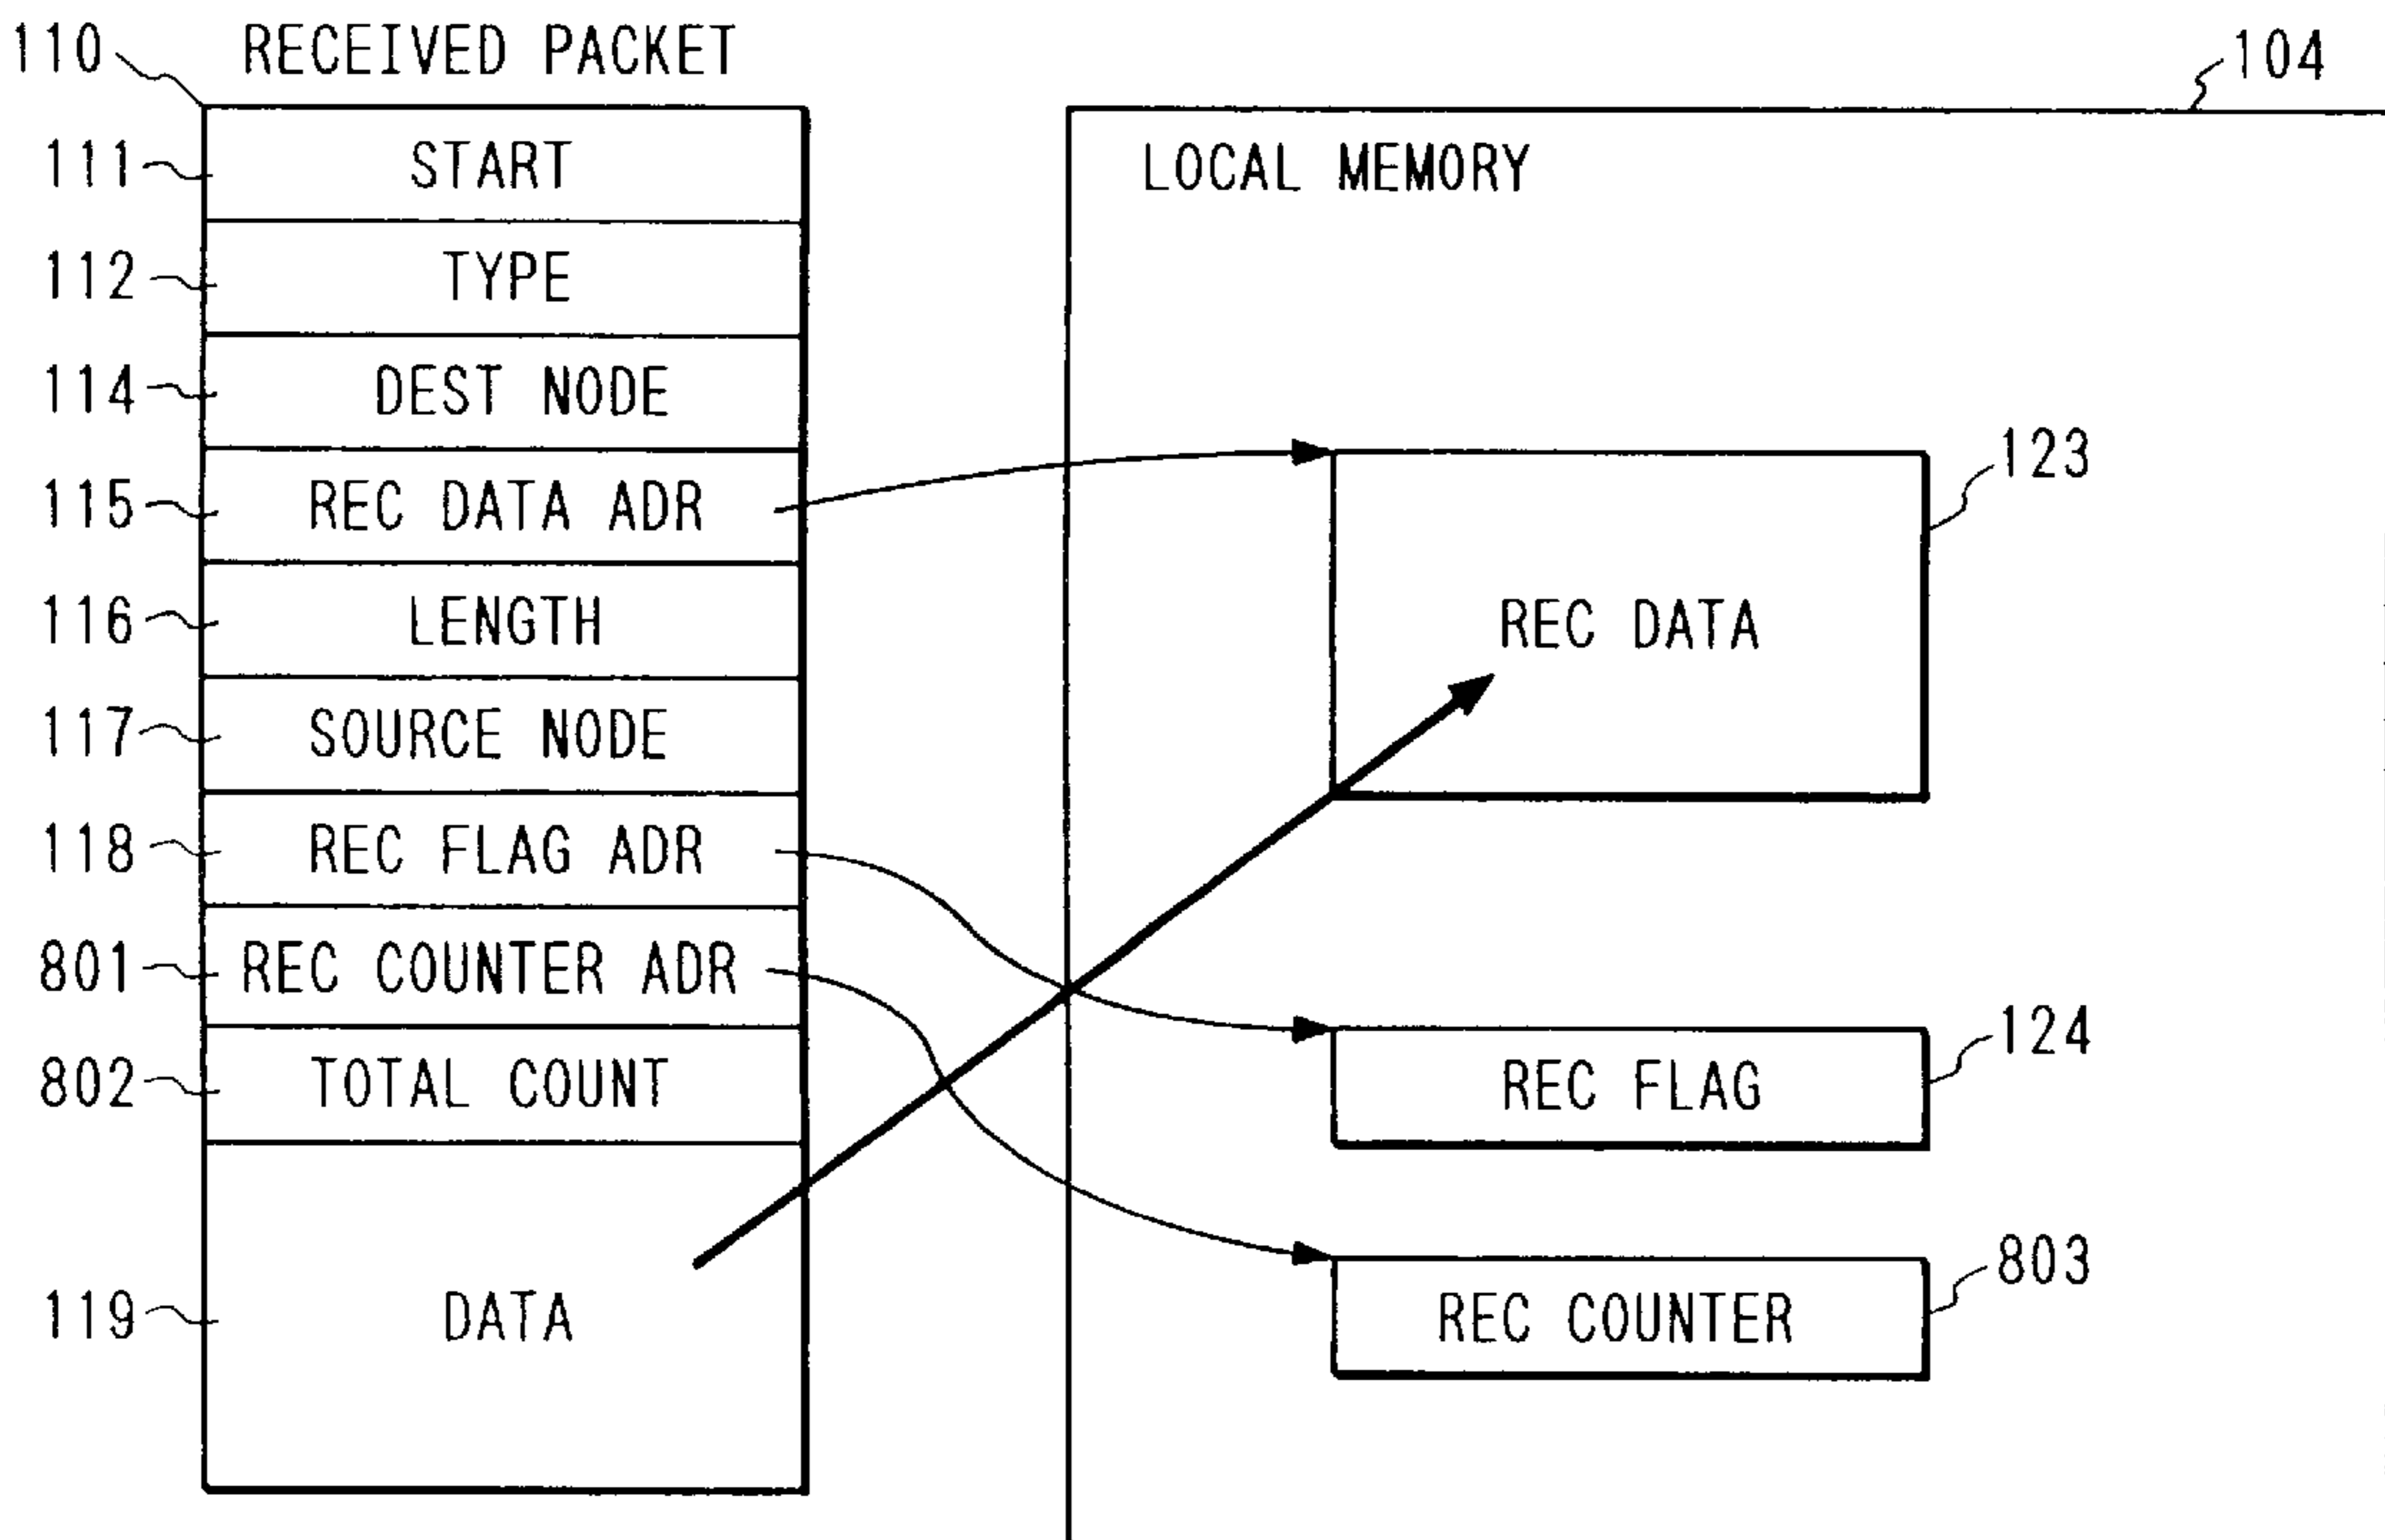 110 RECEIVED PACKET
104
111 START
LOCAL MEMORY
112 TYPE
114 DEST NODE
123
115 REC DATA ADR
116 LENGTH
REC DATA
117 SOURCE NODE
118 REC FLAG ADR
801 REC COUNTER ADR
124
802 TOTAL COUNT
REC FLAG
803
119 DATA
REC COUNTER